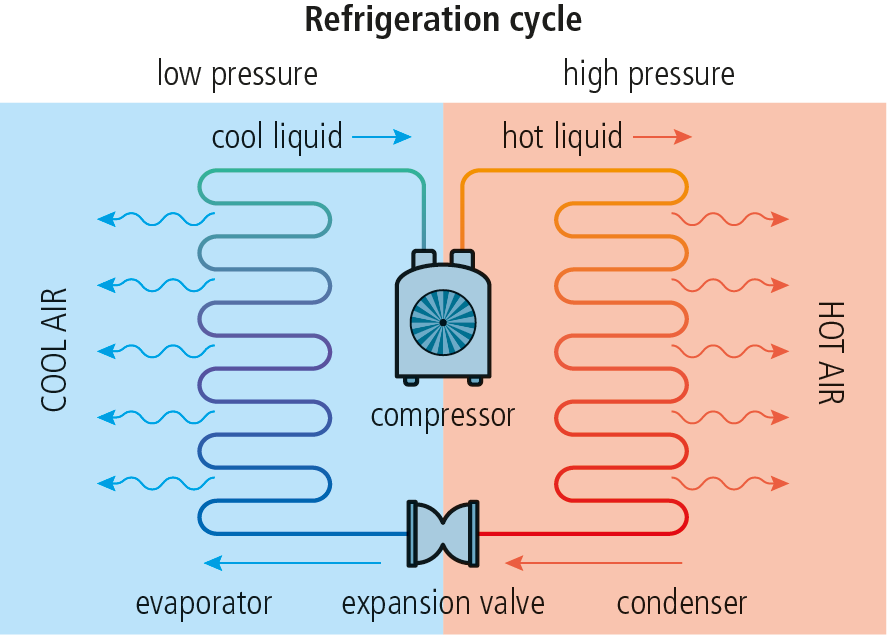 Refrigeration cycle
low pressure
high pressure
cool liquid
hot liquid
COOL AIR
HOT AIR
compressor
evaporator
expansion valve
condenser